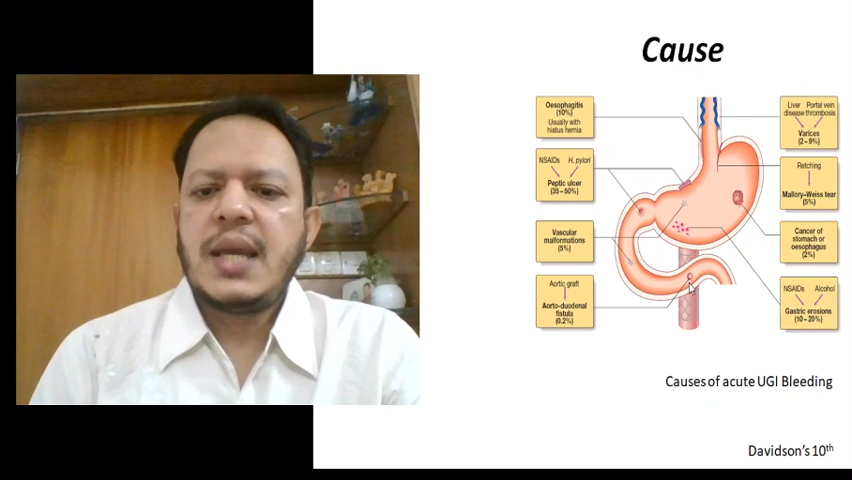 Cause
Oesophagitis
(10%)
Usually with
hiatus hernia
NSAIDs H. pylori
Peptic ulcer
(35–50%)
Vascular
malformations
(5%)
Aortic graft
Aorto-duodenal
fistula
(0.2%)
Liver Portal vein
disease thrombosis
Varices
(2–9%)
Retching
Mallory–Weiss tear
(5%)
Cancer of
stomach or
oesophagus
(2%)
NSAIDs Alcohol
Gastric erosions
(10–20%)
Causes of acute UGI Bleeding
Davidson's 10th